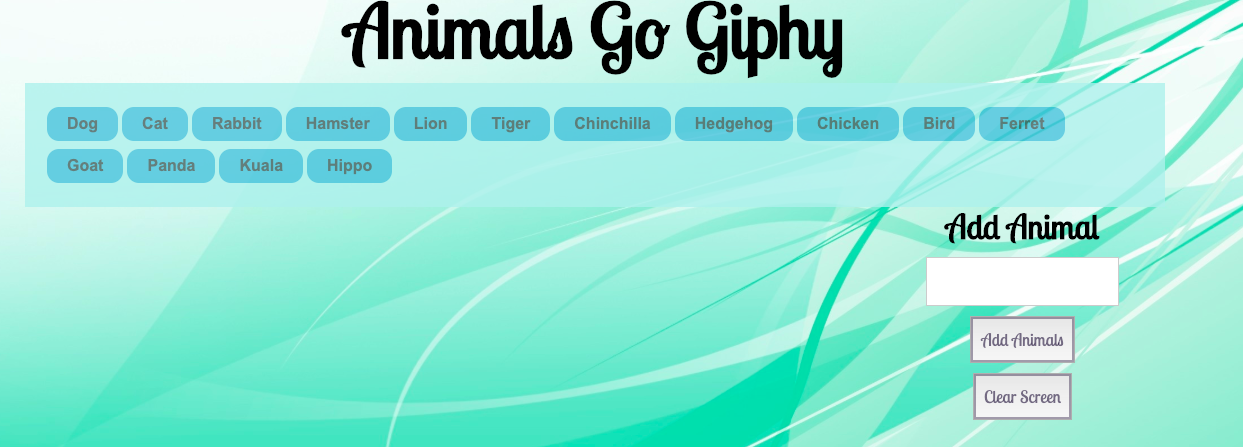 Animals Go Giphy
Dog Cat Rabbit Hamster Lion Tiger Chinchilla Hedgehog Chicken Bird Ferret
Goat Panda Kuala Hippo
Add Animal
Add Animals
Clear Screen